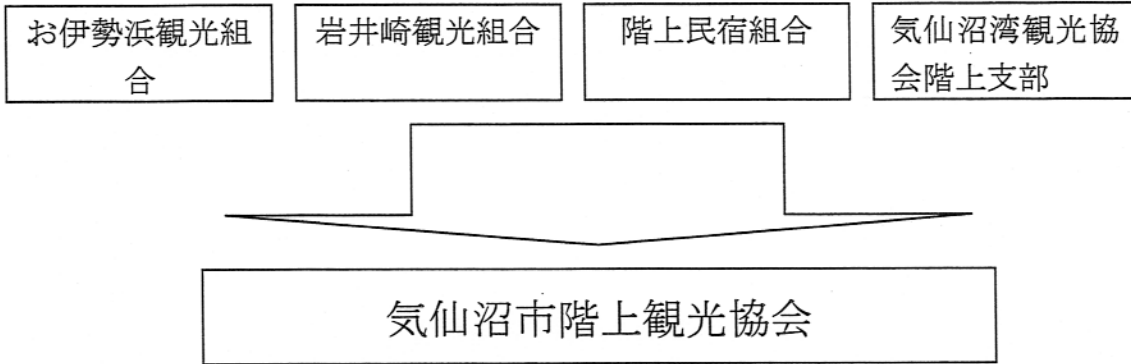 お伊勢浜観光組
合
岩井崎観光組合
階上民宿組合
気仙沼湾観光協
会階上支部
気仙沼市階上観光協会